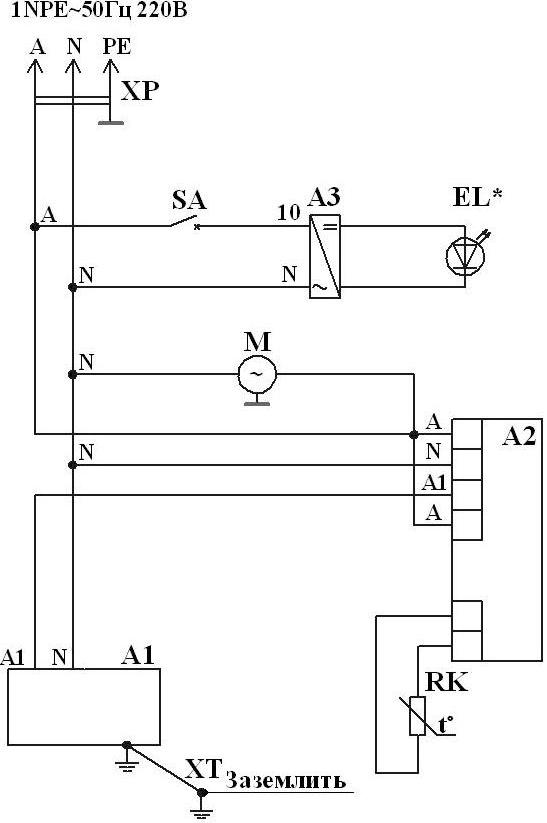 1NPE~50Гц 220В
A N PE
XP
SA A3 EL*
A 10
N N
M
N
A
A2
N N
A1
A
A1 N A1
RK
t°
XT Заземлить